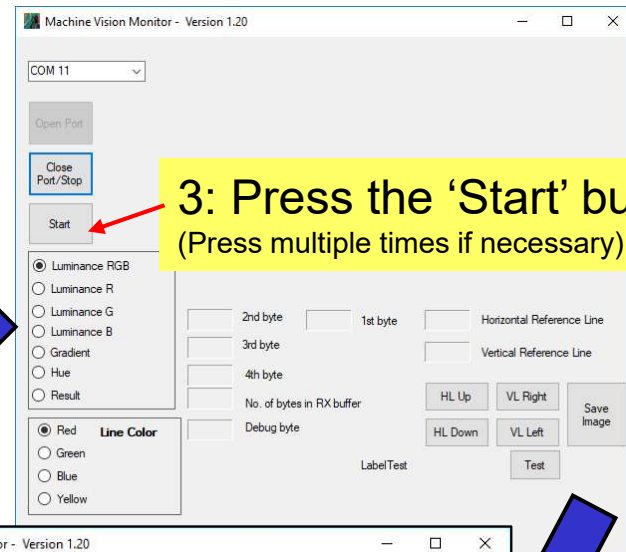 Machine Vision Monitor - Version 1.20
COM 11
Open Port
Close
Port/Stop
Start
3: Press the ‘Start’ bu
(Press multiple times if necessary)
Luminance RGB
Luminance R
Luminance G
Luminance B
Gradient
Hue
Result
2nd byte
1st byte
Horizontal Reference Line
3rd byte
Vertical Reference Line
4th byte
No. of bytes in RX buffer
Debug byte
HL Up
VL Right
Save
Image
HL Down
VL Left
LabelTest
Test
Red
Line Color
Green
Blue
Yellow
or - Version 1.20